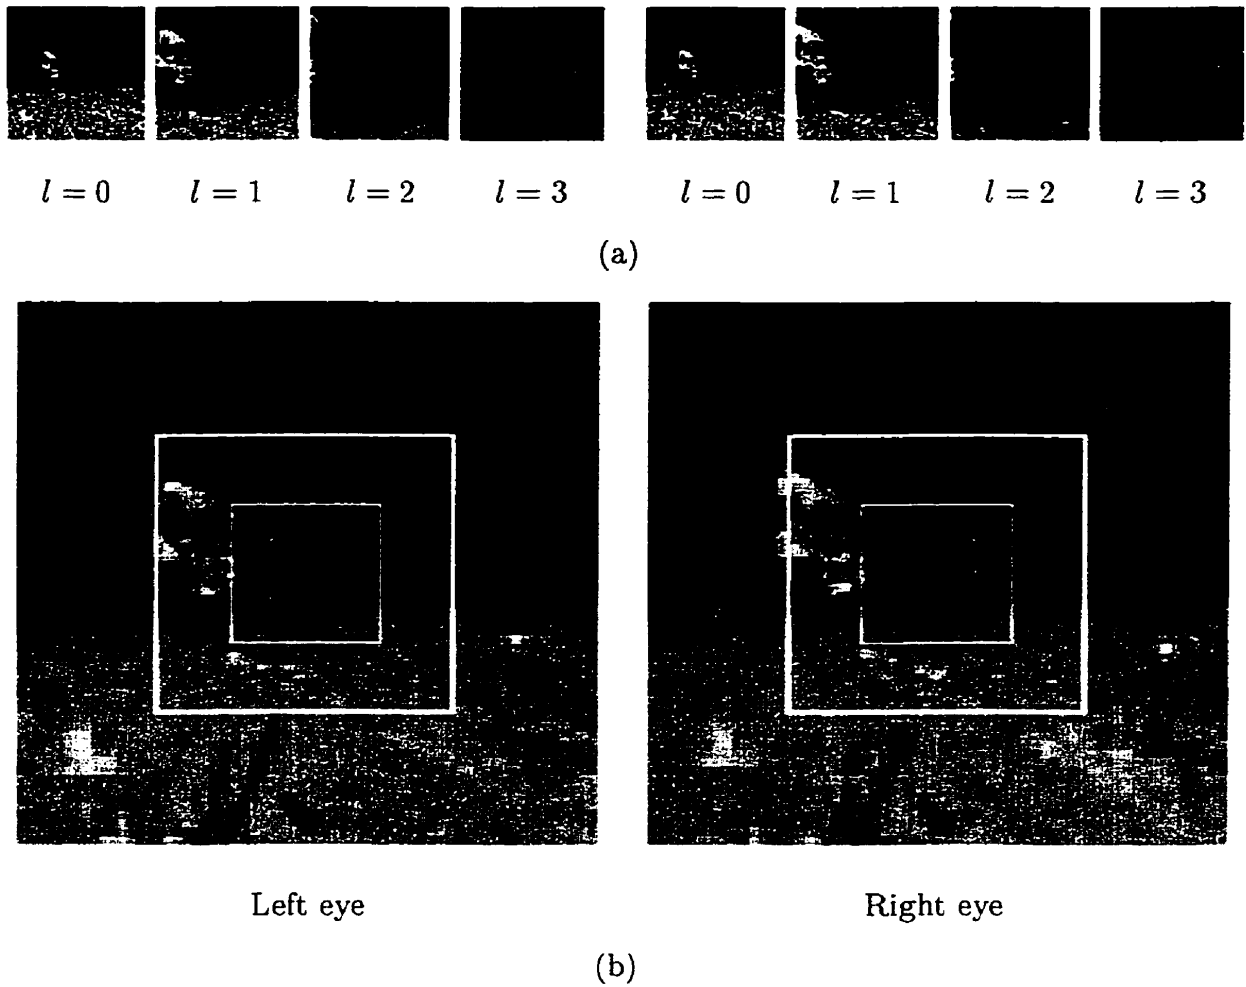 l = 0 l = 1 l = 2 l = 3 l = 0 l = 1 l = 2 l = 3
(a)
Left eye Right eye
(b)